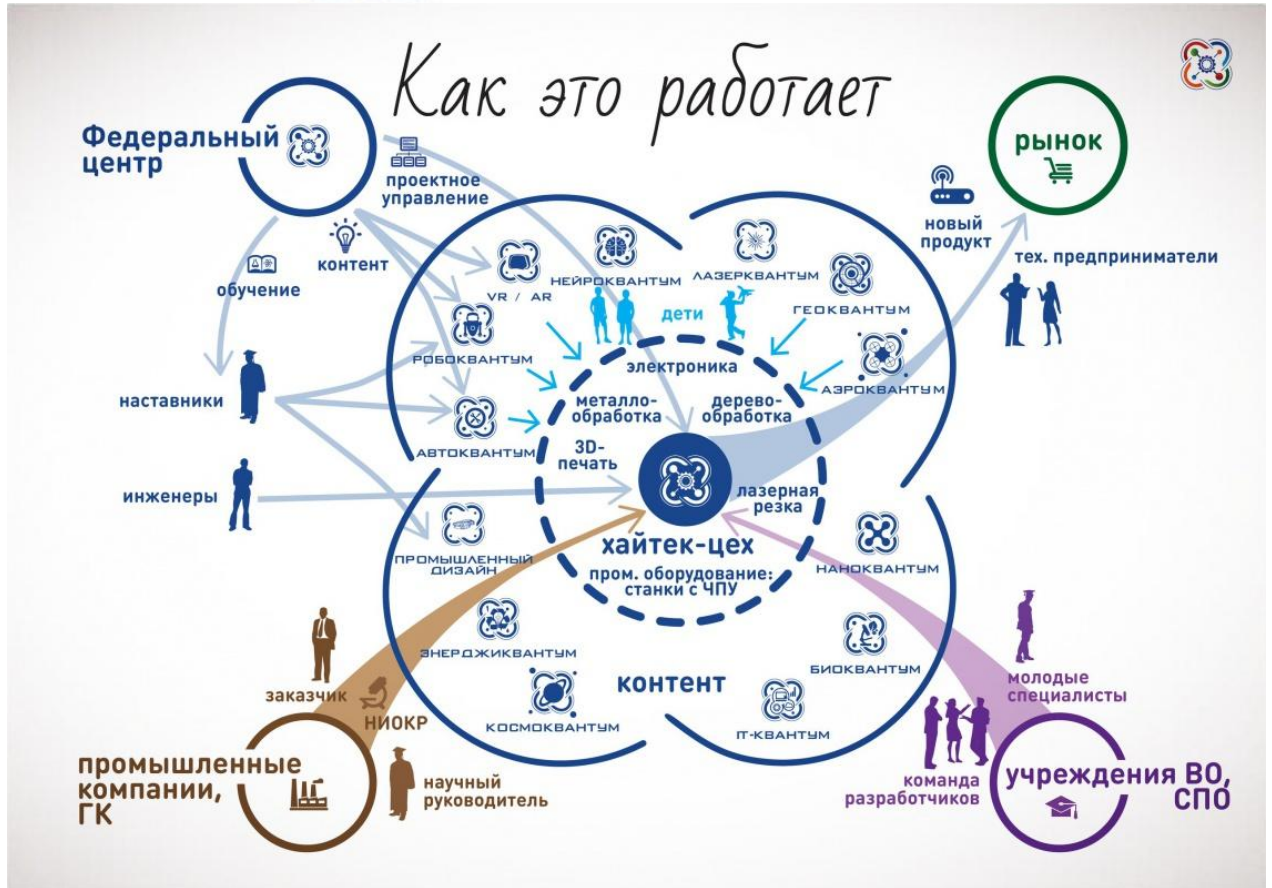 Как это работает
Федеральный
центр
проектное
управление
контент
обучение
рынок
новый
продукт
тех. предприниматели
НЕЙРОКВАНТУМ
ЛАЗЕРКВАНТУМ
VR / AR
ГЕОКВАНТУМ
дети
РОБОКВАНТУМ
АЭРОКВАНТУМ
электроника
металло-
обработка
дерево-
обработка
наставники
АВТОКВАНТУМ
3D-
печать
инженеры
лазерная
резка
хайтек-цех
пром. оборудование:
станки с ЧПУ
ПРОМЫШЛЕННЫЙ
ДИЗАЙН
НАНОКВАНТУМ
ЭНЕРДЖИКВАНТУМ
БИОКВАНТУМ
контент
КОСМОКВАНТУМ
IT-КВАНТУМ
заказчик
НИОКР
молодые
специалисты
промышленные
компании,
ГК
научный
руководитель
команда
разработчиков
учреждения ВО,
СПО